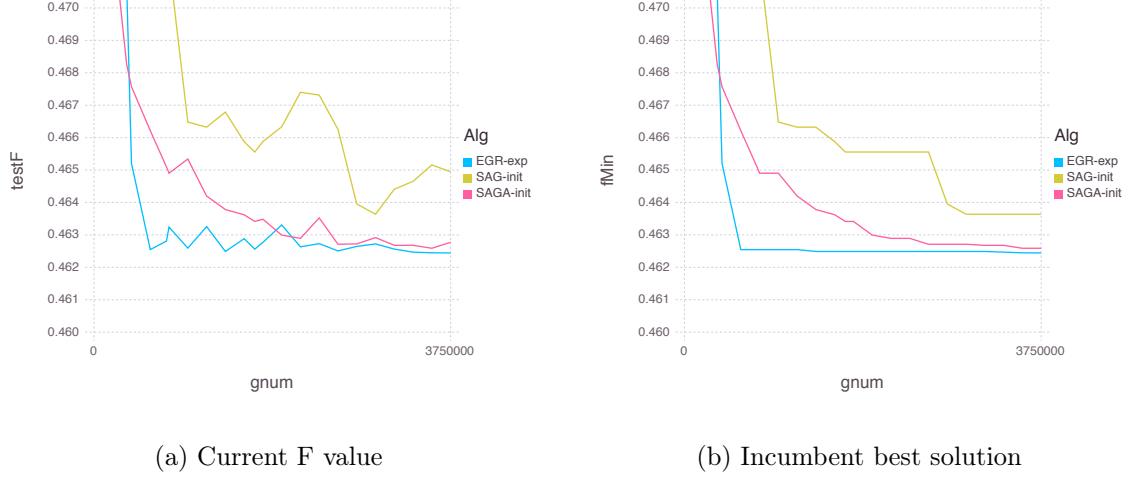 0.470
0.469
0.468
0.467
0.466
0.465
0.464
0.463
0.462
0.461
0.460
testF
0
3750000
gnum
Alg
EGR-exp
SAG-init
SAGA-init
(a) Current F value
0.470
0.469
0.468
0.467
0.466
0.465
0.464
0.463
0.462
0.461
0.460
fMin
0
3750000
gnum
Alg
EGR-exp
SAG-init
SAGA-init
(b) Incumbent best solution